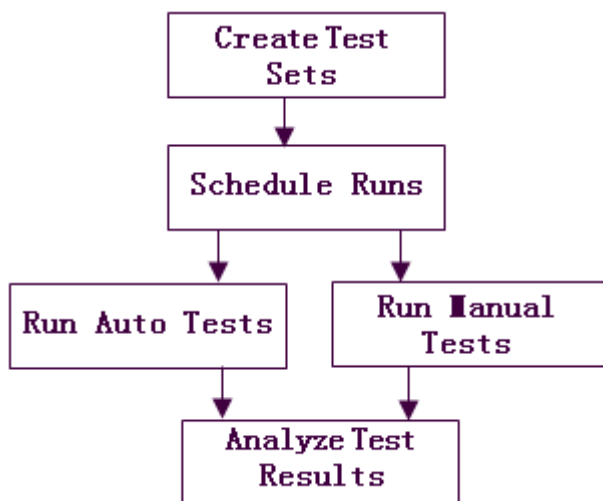 Create Test
Sets
Schedule Runs
Run Auto Tests
Run Manual
Tests
Analyze Test
Results